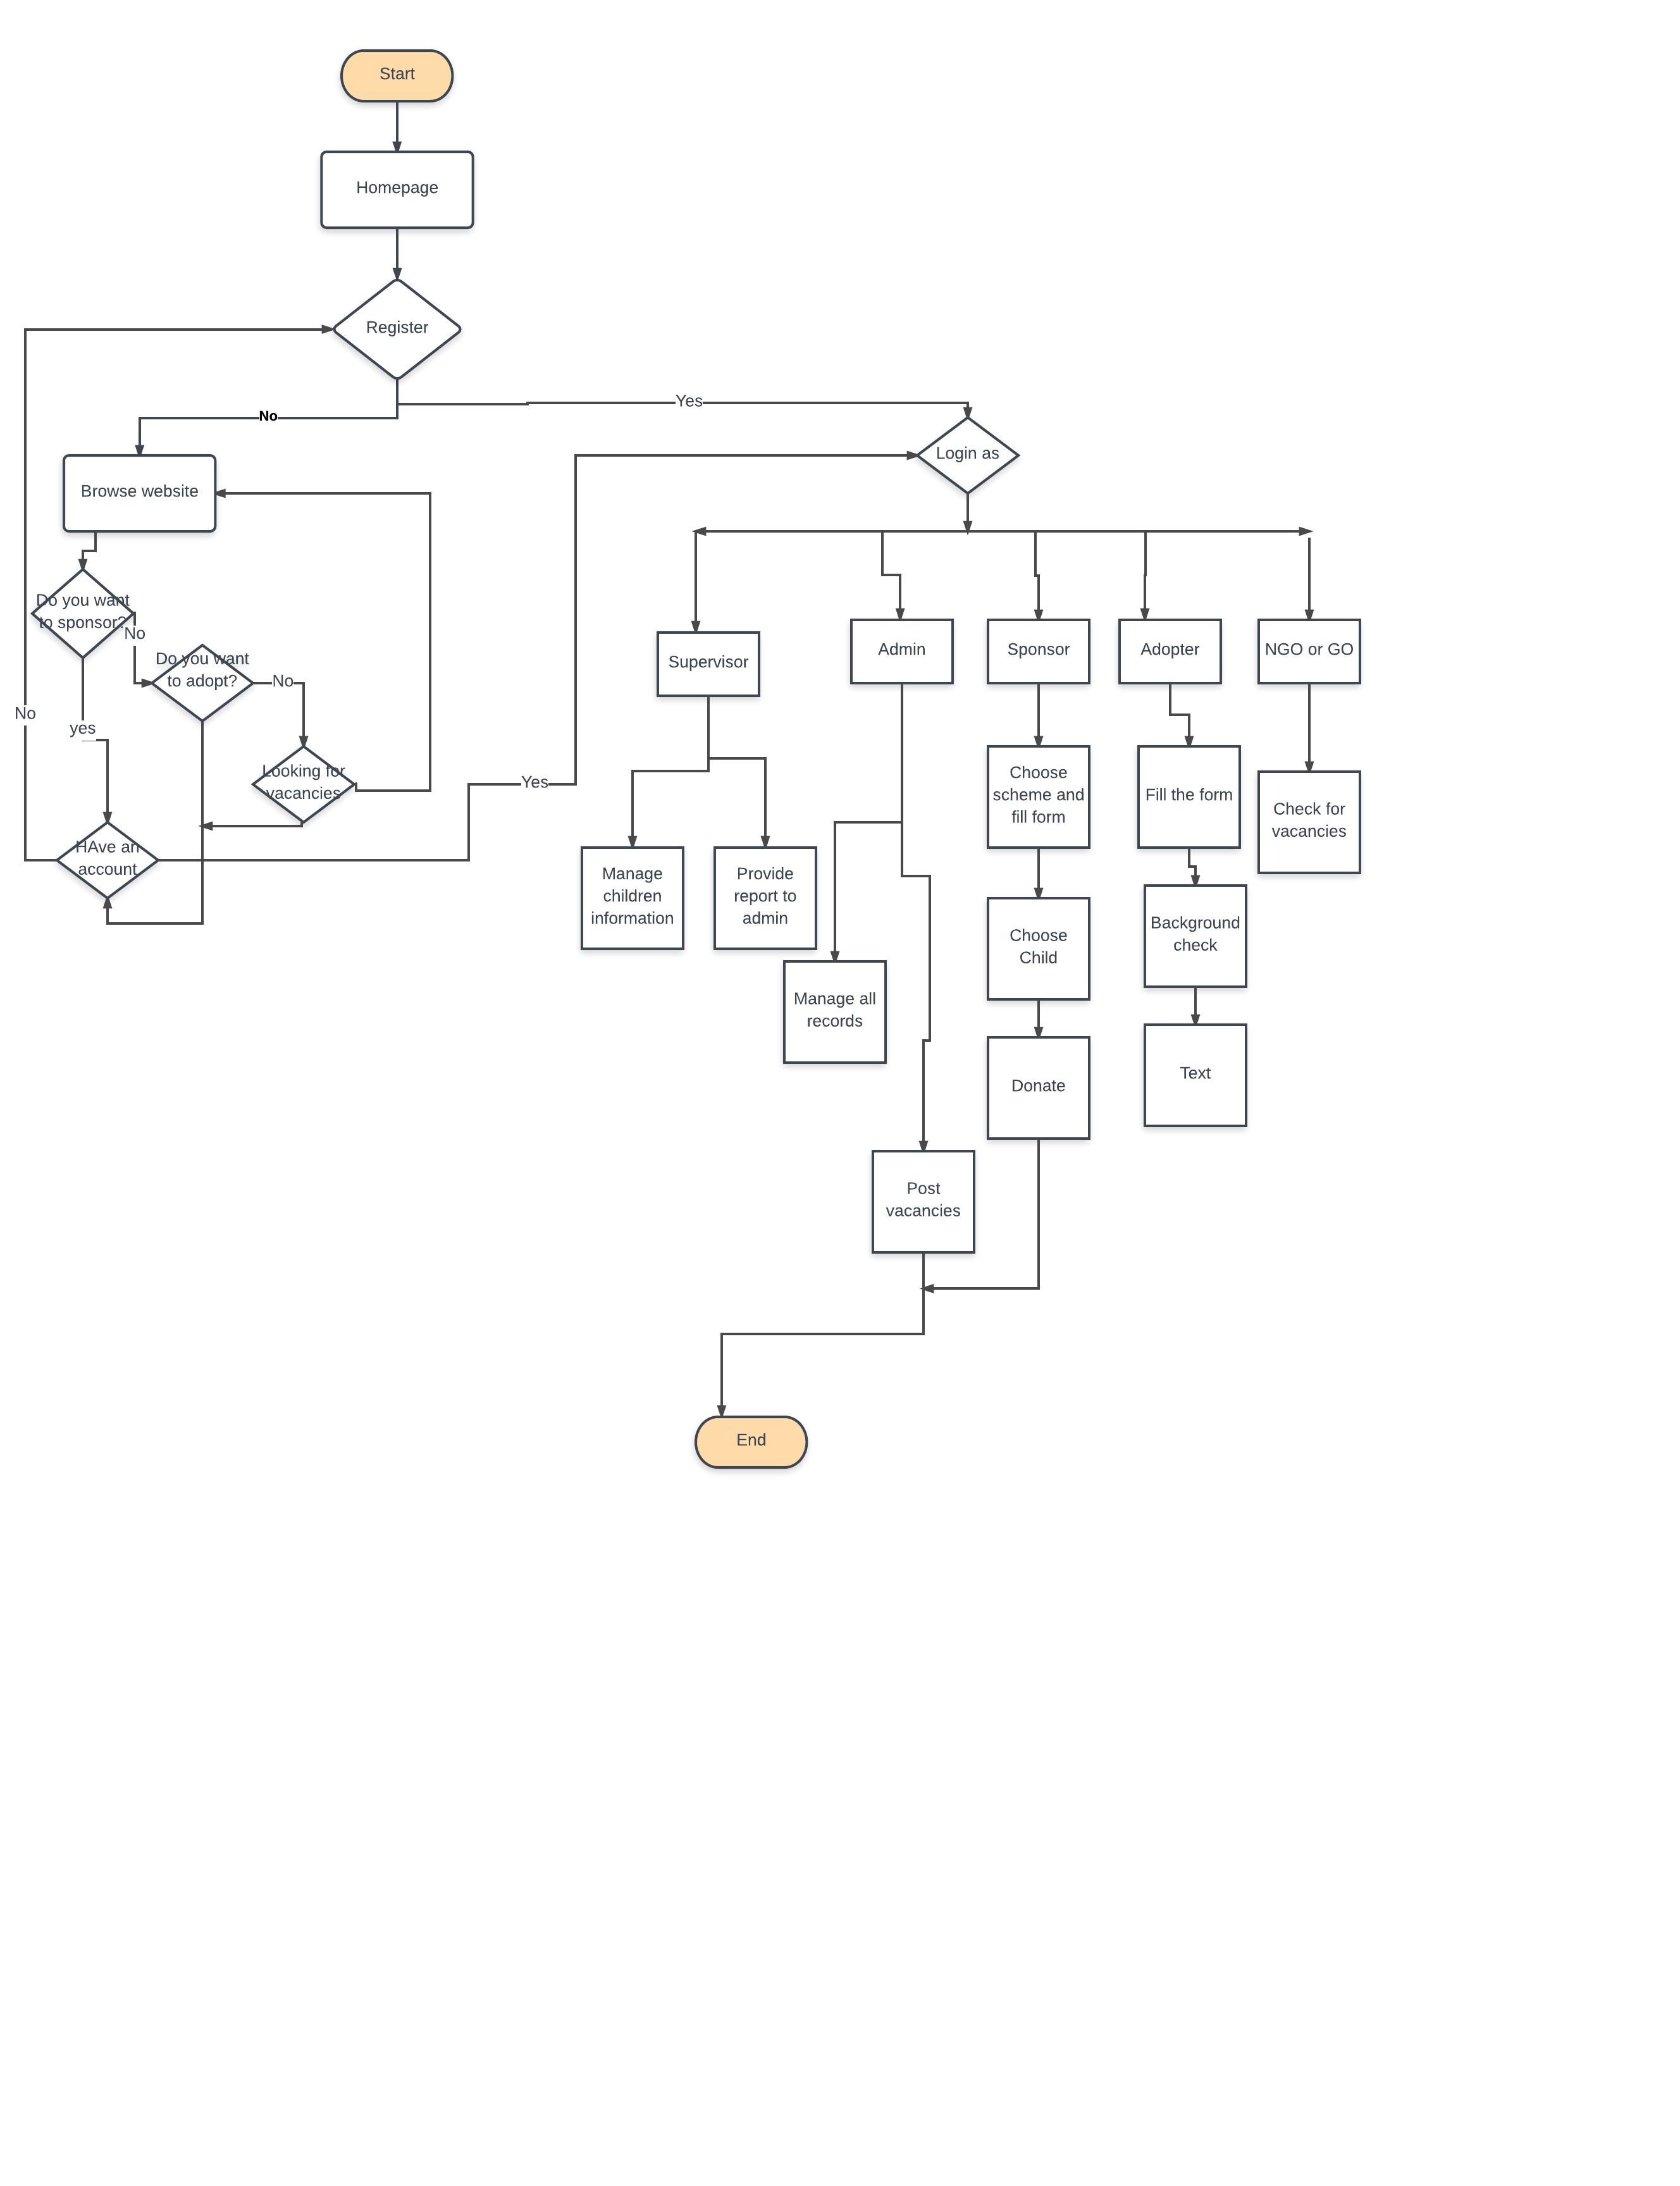 Start
Homepage
Register
No
Yes
Browse website
Login as
Do you want
to sponsor?
No
Do you want
to adopt?
No
No
yes
Looking for
vacancies
Yes
HAve an
account
Supervisor
Admin
Sponsor
Adopter
NGO or GO
Manage
children
information
Provide
report to
admin
Choose
scheme and
fill form
Fill the form
Check for
vacancies
Manage all
records
Choose
Child
Background
check
Donate
Text
Post
vacancies
End